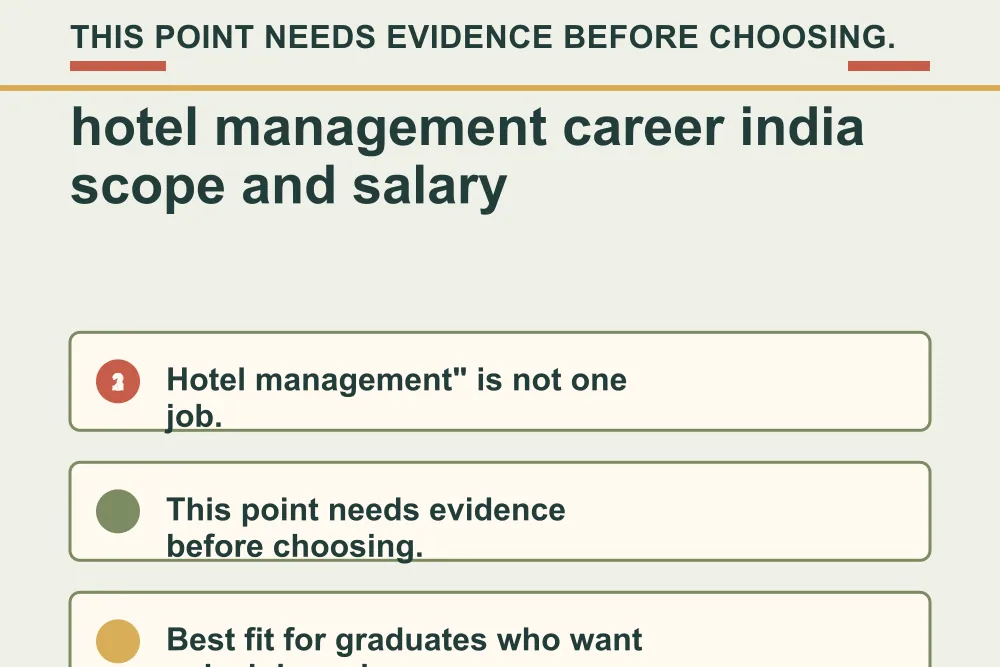 THIS POINT NEEDS EVIDENCE BEFORE CHOOSING.
hotel management career india
scope and salary
Hotel management" is not one
job.
This point needs evidence
before choosing.
Best fit for graduates who want